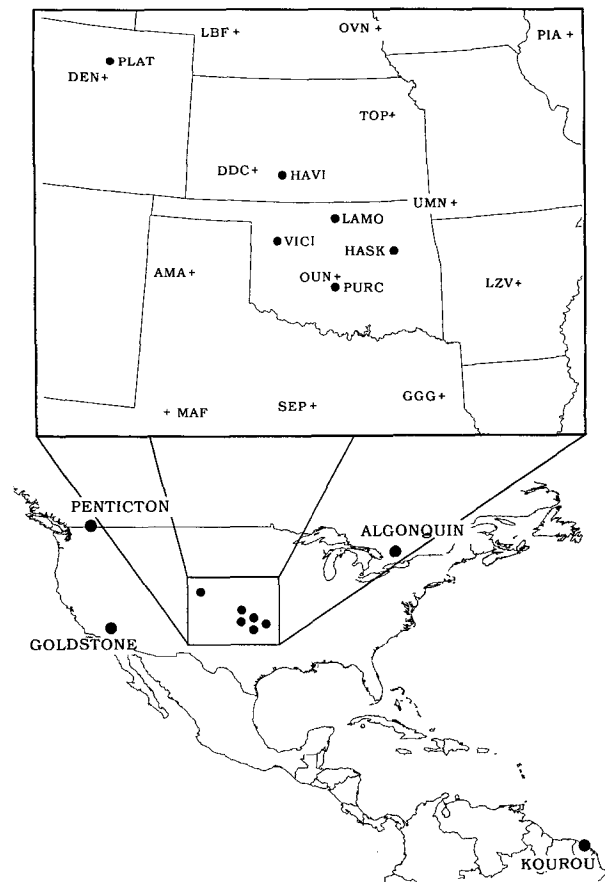 LBF +
OVN +
PIA +
PLAT
DEN+
TOP+
DDC+
HAVI
UMN +
LAMO
VICI
HASK
AMA +
OUN+
LZV+
PURC
GGG+
SEP+
+ MAF
PENTICTON
ALGONQUIN
GOLDSTONE
KOUROU